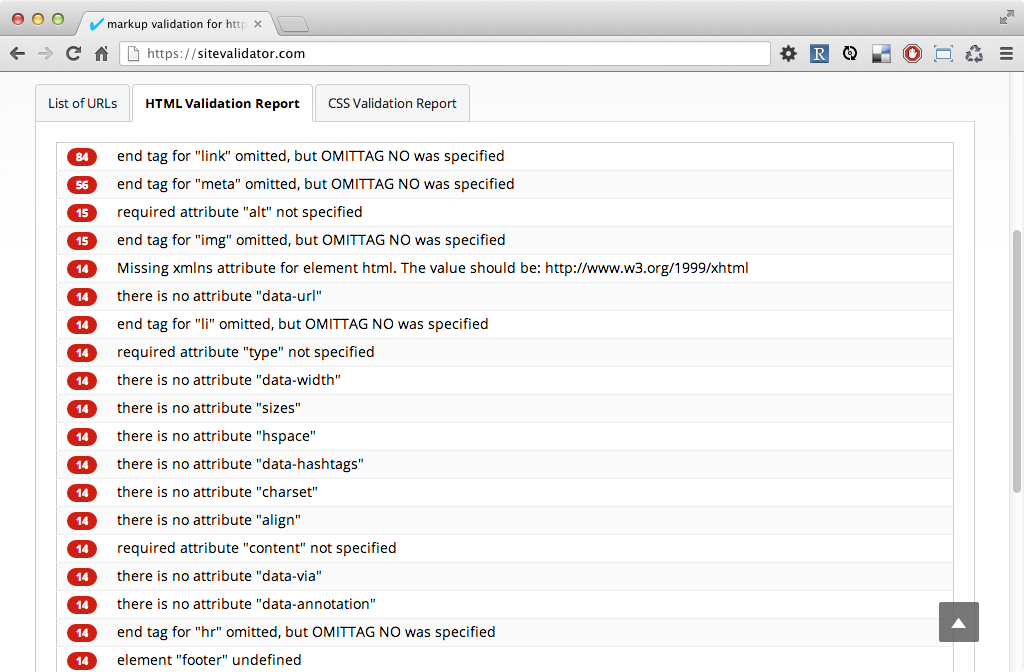 markup validation for http
https://sitevalidator.com
R
List of URLs
HTML Validation Report
CSS Validation Report
84 end tag for "link" omitted, but OMITTAG NO was specified
56 end tag for "meta" omitted, but OMITTAG NO was specified
15 required attribute "alt" not specified
15 end tag for "img" omitted, but OMITTAG NO was specified
14 Missing xmlns attribute for element html. The value should be: http://www.w3.org/1999/xhtml
14 there is no attribute "data-url"
14 end tag for "li" omitted, but OMITTAG NO was specified
14 required attribute "type" not specified
14 there is no attribute "data-width"
14 there is no attribute "sizes"
14 there is no attribute "hspace"
14 there is no attribute "data-hashtags"
14 there is no attribute "charset"
14 there is no attribute "align"
14 required attribute "content" not specified
14 there is no attribute "data-via"
14 there is no attribute "data-annotation"
14 end tag for "hr" omitted, but OMITTAG NO was specified
14 element "footer" undefined